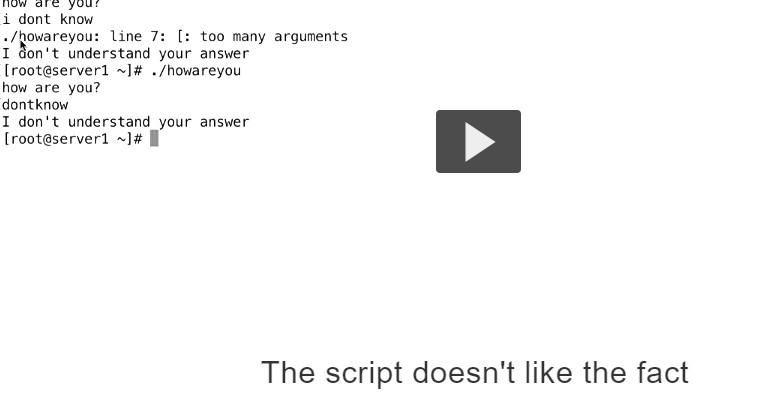 how are you?
i dont know
./howareyou: line 7: [: too many arguments
I don't understand your answer
[root@server1 ~]# ./howareyou
how are you?
dontknow
I don't understand your answer
[root@server1 ~]#
The script doesn't like the fact